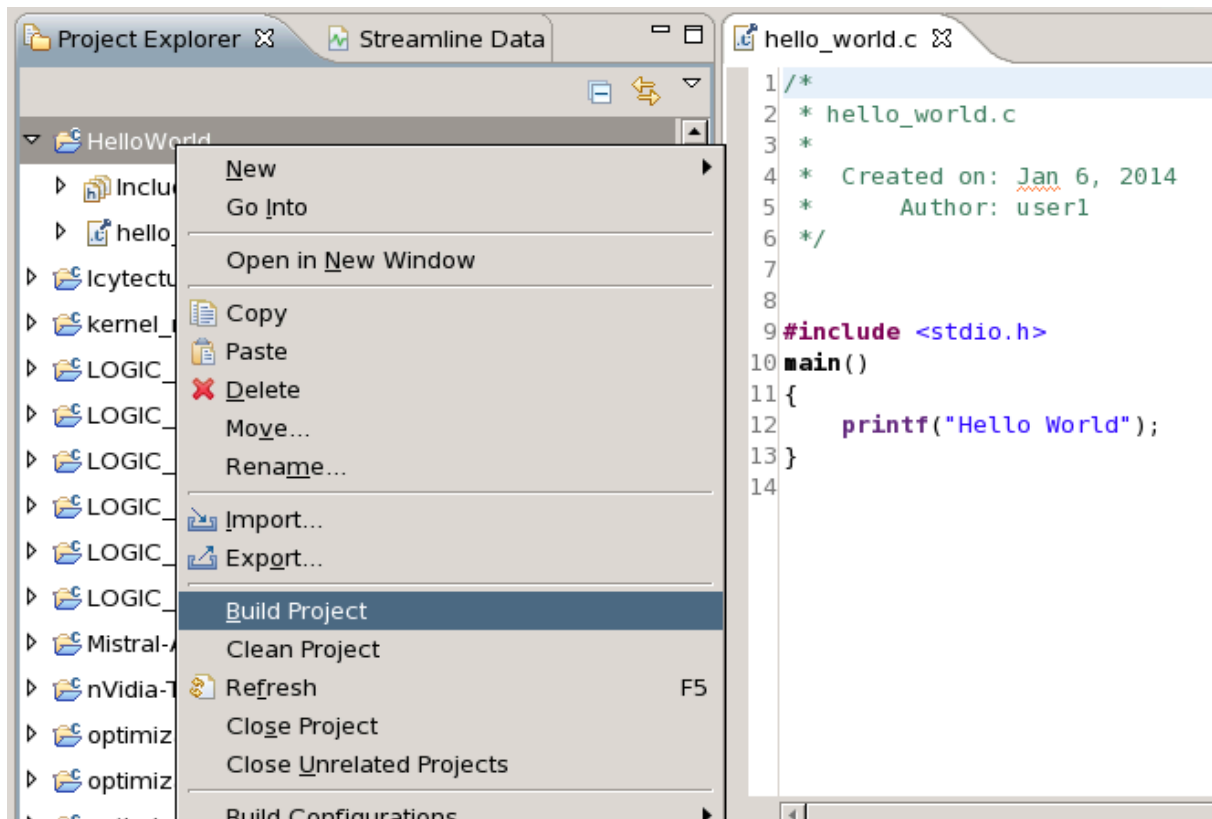 Project Explorer
Streamline Data
HelloWorld
hello_
kernel_
LOGIC_
LOGIC_
LOGIC_
LOGIC_
LOGIC_
LOGIC_
Mistral-
nVidia-T
optimiz
optimiz
New
Go Into
Open in New Window
Copy
Paste
Delete
Move...
Rename...
Import...
Export...
Build Project
Clean Project
Refresh F5
Close Project
Close Unrelated Projects
Build Configurations
hello_world.c
1 /*
2 * hello_world.c
3 *
4 * Created on: Jan 6, 2014
5 * Author: user1
6 */
7
8
9 #include <stdio.h>
10 main()
11 {
12 printf("Hello World");
13 }
14